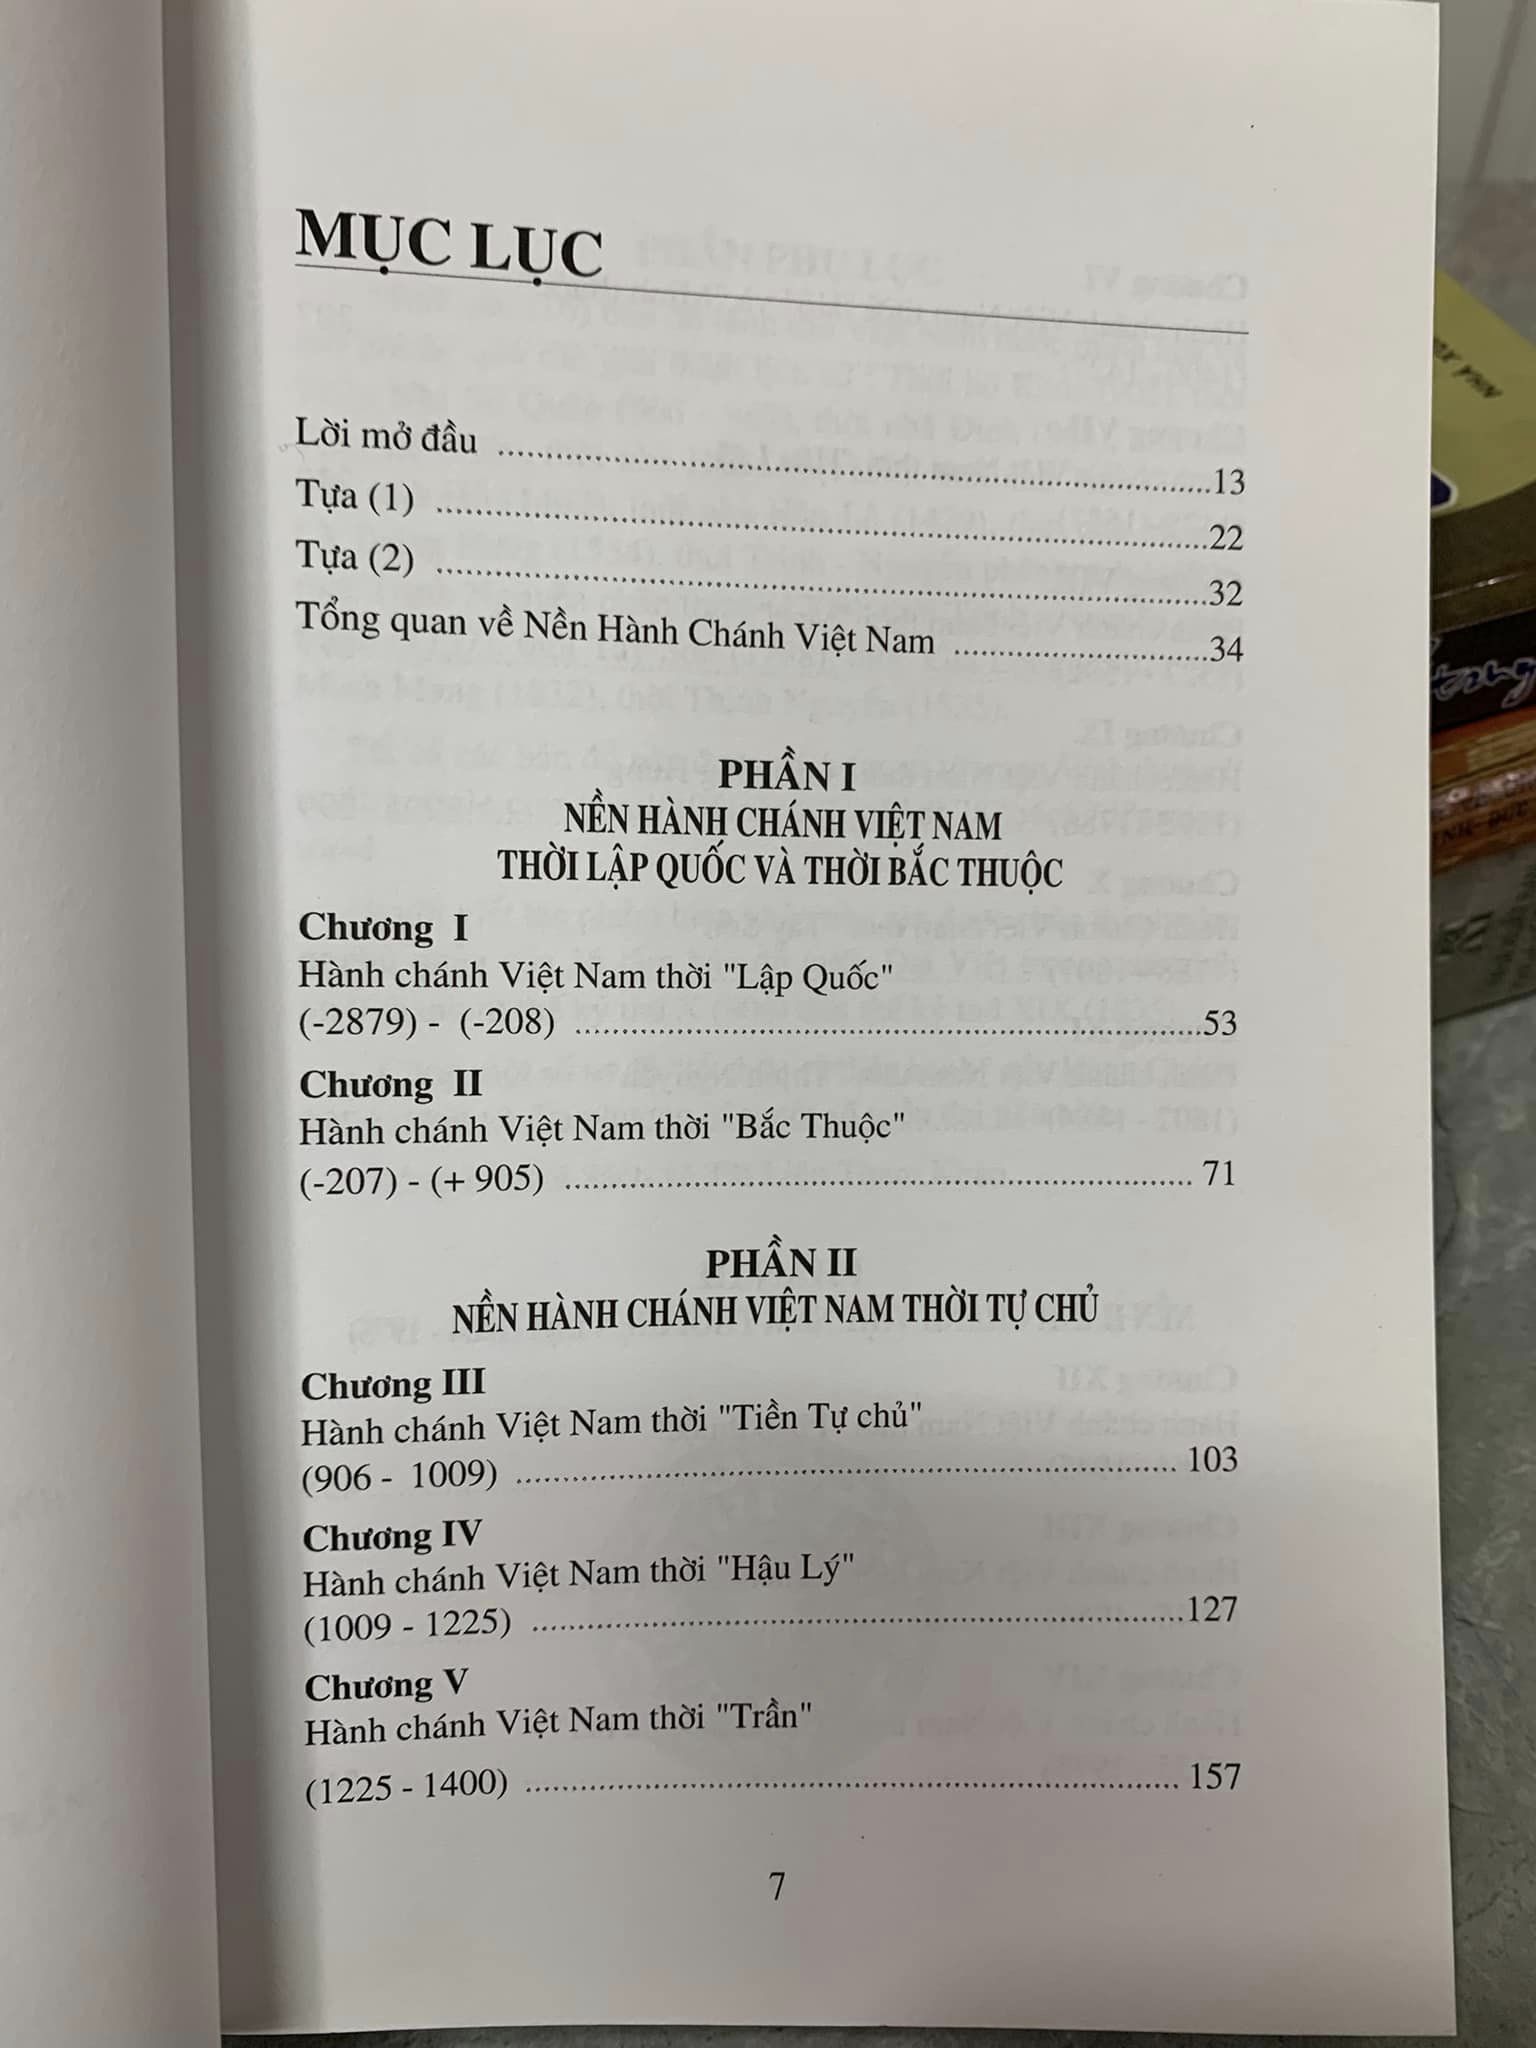 MỤC LỤC
Lời mở đầu ........................................13
Tựa (1) ........................................22
Tựa (2) ........................................32
Tổng quan về Nền Hành Chánh Việt Nam ....................34
PHẦN I
NỀN HÀNH CHÁNH VIỆT NAM
THỜI LẬP QUỐC VÀ THỜI BẮC THUỘC
Chương I
Hành chánh Việt Nam thời "Lập Quốc"
(-2879) - (-208) ........................................53
Chương II
Hành chánh Việt Nam thời "Bắc Thuộc"
(-207) - (+ 905) ........................................ 71
PHẦN II
NỀN HÀNH CHÁNH VIỆT NAM THỜI TỰ CHỦ
Chương III
Hành chánh Việt Nam thời "Tiền Tự chủ"
(906 - 1009) ........................................ 103
Chương IV
Hành chánh Việt Nam thời "Hậu Lý"
(1009 - 1225) ........................................127
Chương V
Hành chánh Việt Nam thời "Trần"
(1225 - 1400) ........................................ 157
7